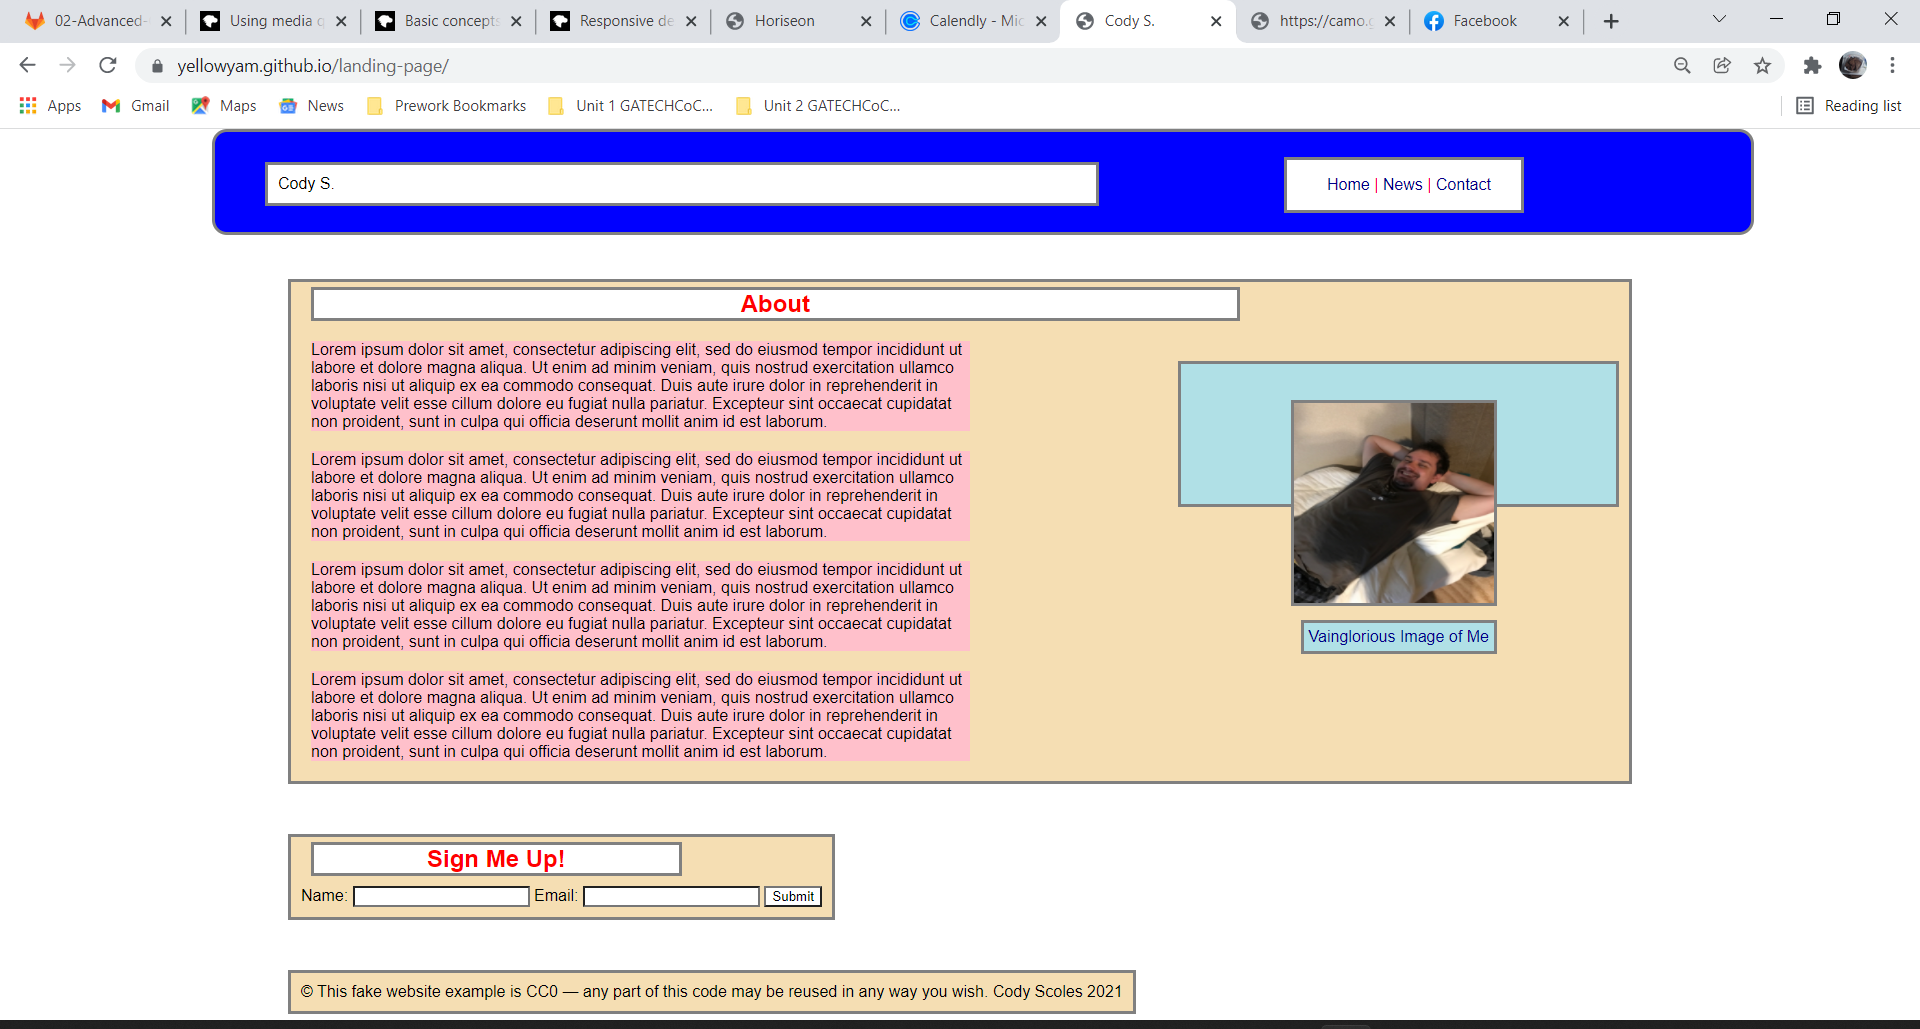 02-Advanced-
Using media q
Basic concepts
Responsive de
Horiseon
Calendly - Mic
Cody S.
https://camo.g
Facebook
yellowyam.github.io/landing-page/
Apps
Gmail
Maps
News
Prework Bookmarks
Unit 1 GATECHCoC...
Unit 2 GATECHCoC...
Reading list
Cody S.
Home | News | Contact
About
Lorem ipsum dolor sit amet, consectetur adipiscing elit, sed do eiusmod tempor incididunt ut
labore et dolore magna aliqua. Ut enim ad minim veniam, quis nostrud exercitation ullamco
laboris nisi ut aliquip ex ea commodo consequat. Duis aute irure dolor in reprehenderit in
voluptate velit esse cillum dolore eu fugiat nulla pariatur. Excepteur sint occaecat cupidatat
non proident, sunt in culpa qui officia deserunt mollit anim id est laborum.
Lorem ipsum dolor sit amet, consectetur adipiscing elit, sed do eiusmod tempor incididunt ut
labore et dolore magna aliqua. Ut enim ad minim veniam, quis nostrud exercitation ullamco
laboris nisi ut aliquip ex ea commodo consequat. Duis aute irure dolor in reprehenderit in
voluptate velit esse cillum dolore eu fugiat nulla pariatur. Excepteur sint occaecat cupidatat
non proident, sunt in culpa qui officia deserunt mollit anim id est laborum.
Lorem ipsum dolor sit amet, consectetur adipiscing elit, sed do eiusmod tempor incididunt ut
labore et dolore magna aliqua. Ut enim ad minim veniam, quis nostrud exercitation ullamco
laboris nisi ut aliquip ex ea commodo consequat. Duis aute irure dolor in reprehenderit in
voluptate velit esse cillum dolore eu fugiat nulla pariatur. Excepteur sint occaecat cupidatat
non proident, sunt in culpa qui officia deserunt mollit anim id est laborum.
Lorem ipsum dolor sit amet, consectetur adipiscing elit, sed do eiusmod tempor incididunt ut
labore et dolore magna aliqua. Ut enim ad minim veniam, quis nostrud exercitation ullamco
laboris nisi ut aliquip ex ea commodo consequat. Duis aute irure dolor in reprehenderit in
voluptate velit esse cillum dolore eu fugiat nulla pariatur. Excepteur sint occaecat cupidatat
non proident, sunt in culpa qui officia deserunt mollit anim id est laborum.
Vainglorious Image of Me
Sign Me Up!
Name: Email: Submit
© This fake website example is CC0 — any part of this code may be reused in any way you wish. Cody Scoles 2021